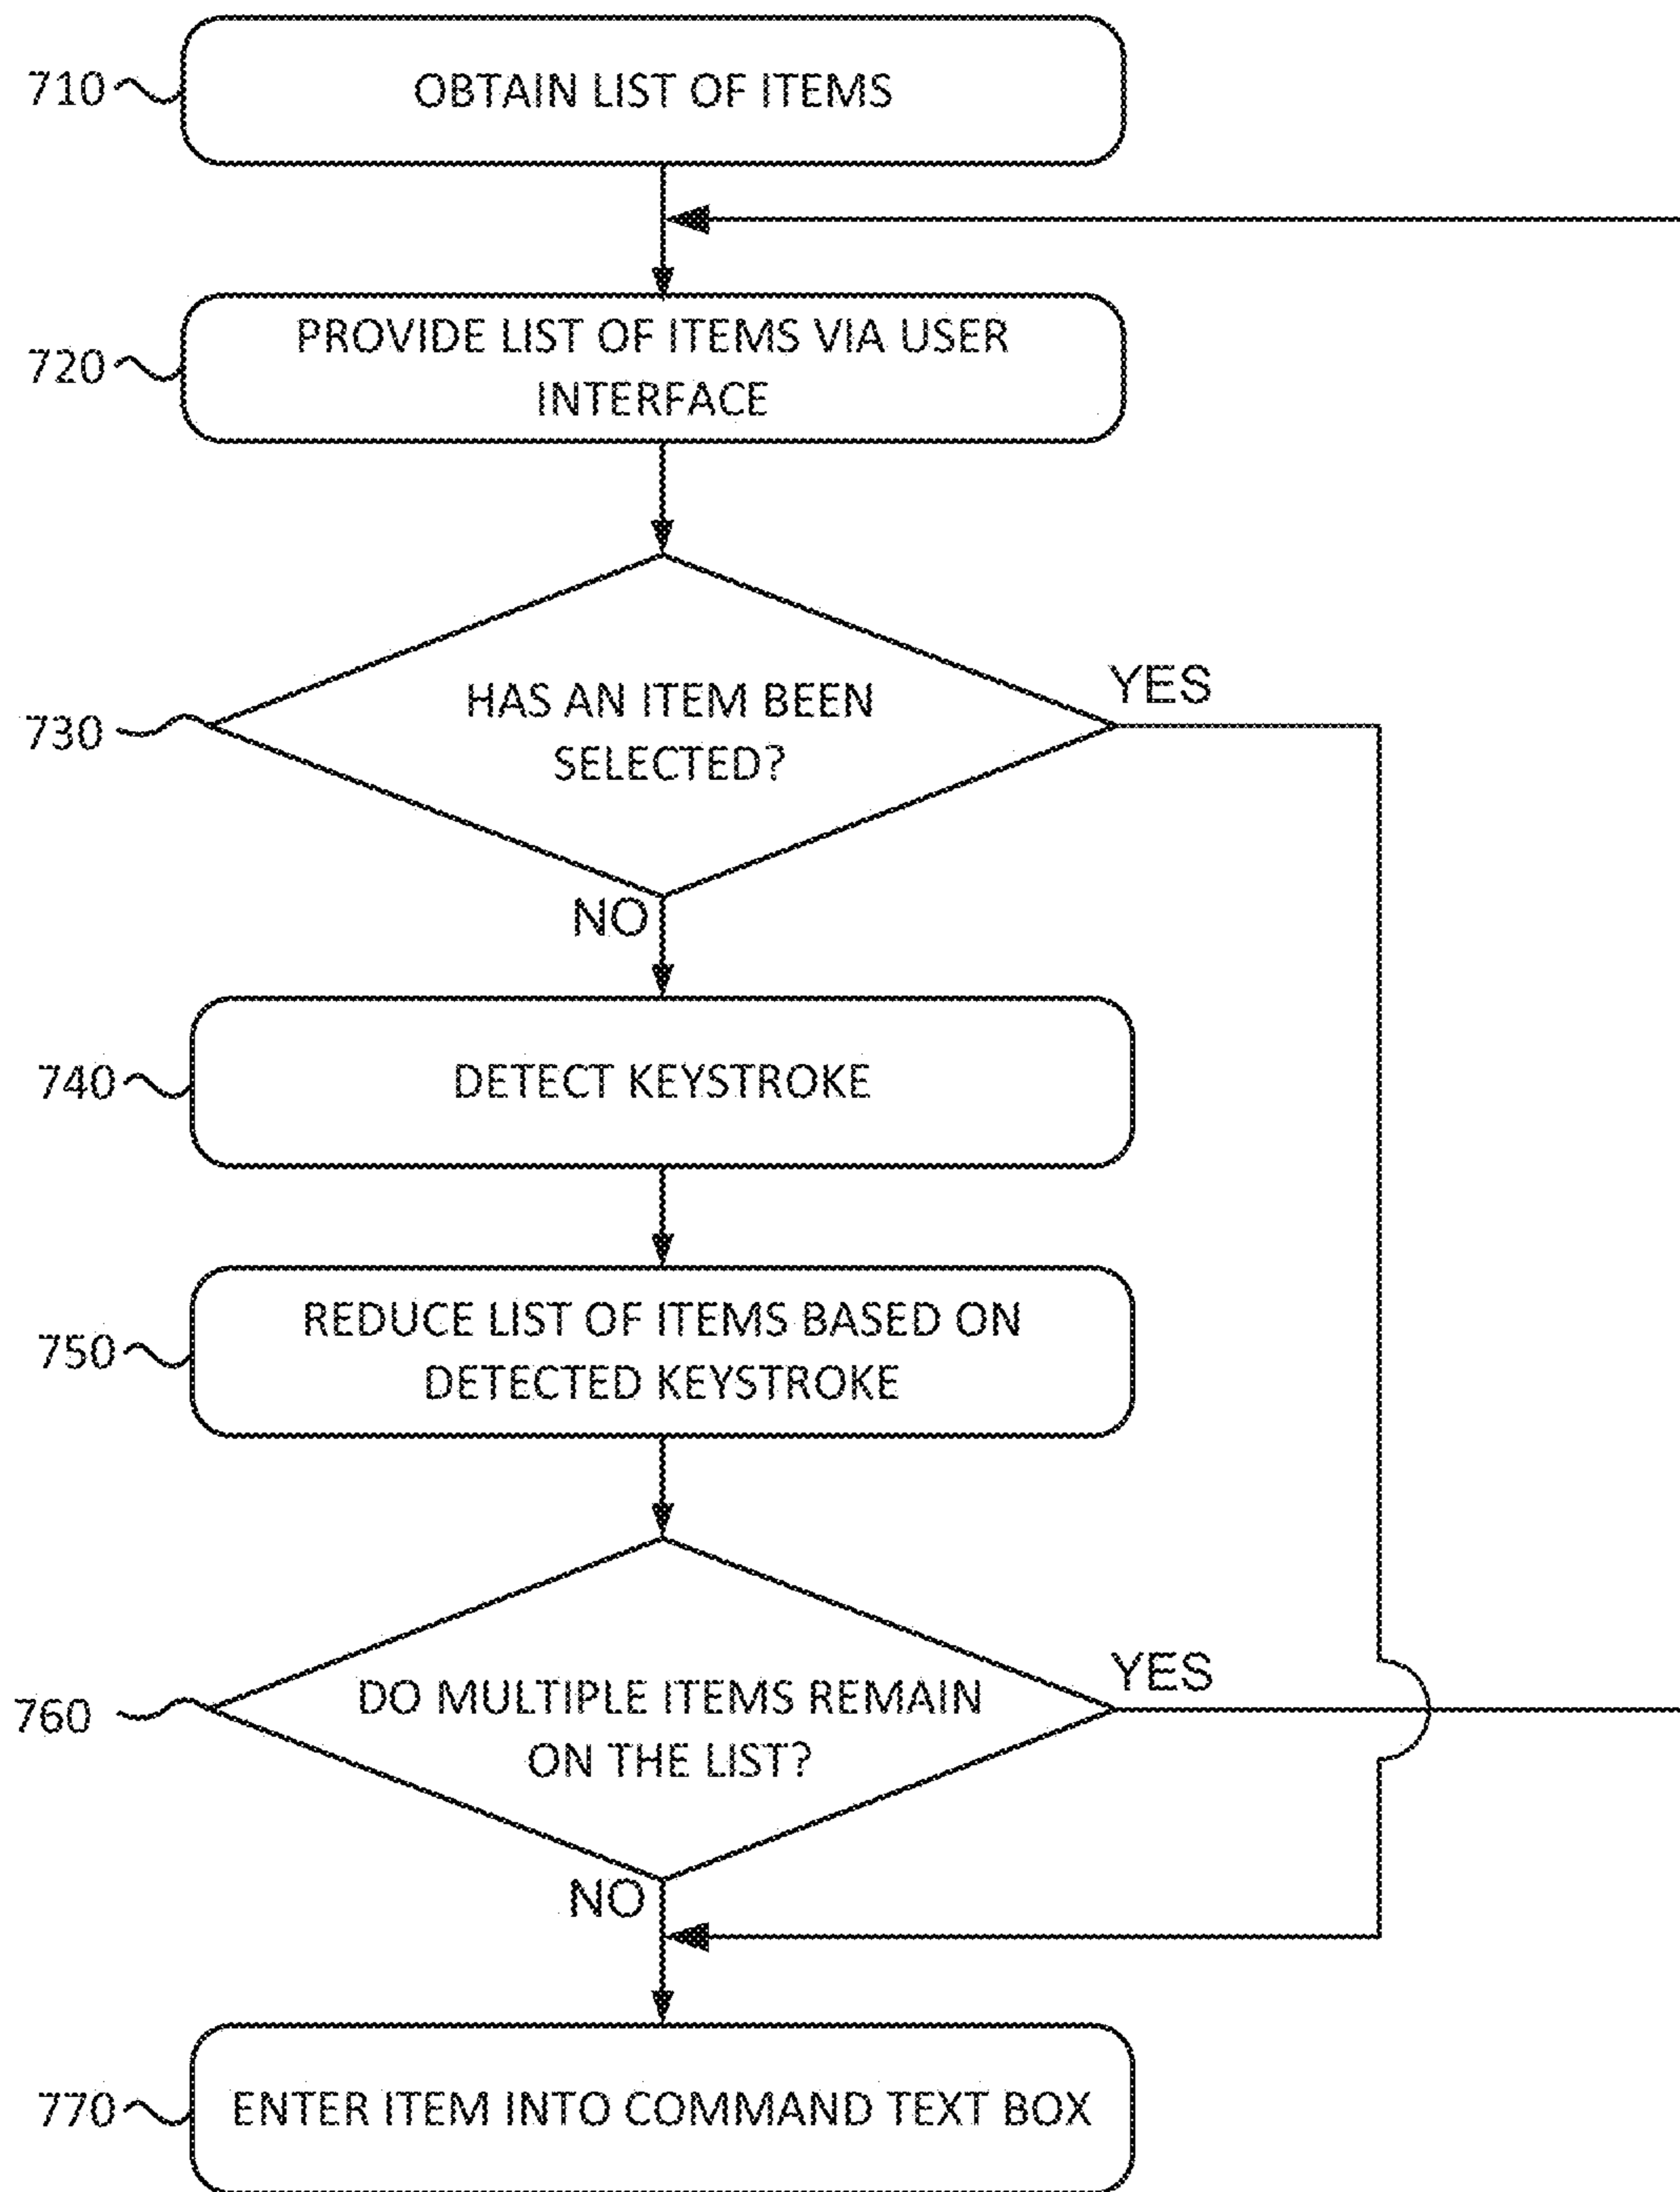 710
OBTAIN LIST OF ITEMS
720
PROVIDE LIST OF ITEMS VIA USER
INTERFACE
730
HAS AN ITEM BEEN
SELECTED?
YES
NO
740
DETECT KEYSTROKE
750
REDUCE LIST OF ITEMS BASED ON
DETECTED KEYSTROKE
760
DO MULTIPLE ITEMS REMAIN
ON THE LIST?
YES
NO
770
ENTER ITEM INTO COMMAND TEXT BOX